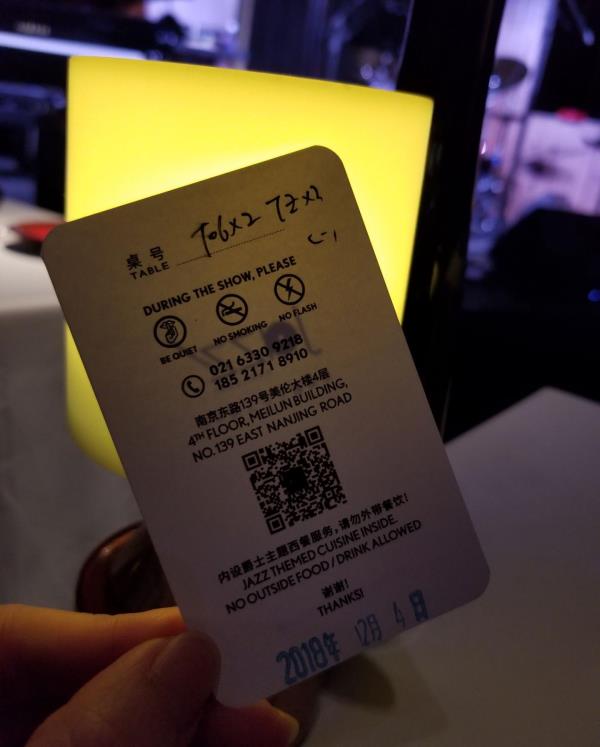 桌号
TABLE
DURING THE SHOW, PLEASE
BE QUIET NO SMOKING NO FLASH
021 6330 9218
185 2171 8910
南京东路139号美伦大楼4层
4TH FLOOR, MEILUN BUILDING,
NO.139 EAST NANJING ROAD
内设爵士主题西餐服务，请勿外带餐饮！
JAZZ THEMED CUISINE INSIDE.
NO OUTSIDE FOOD / DRINK ALLOWED
谢谢！
THANKS!
2018年 12月 4日